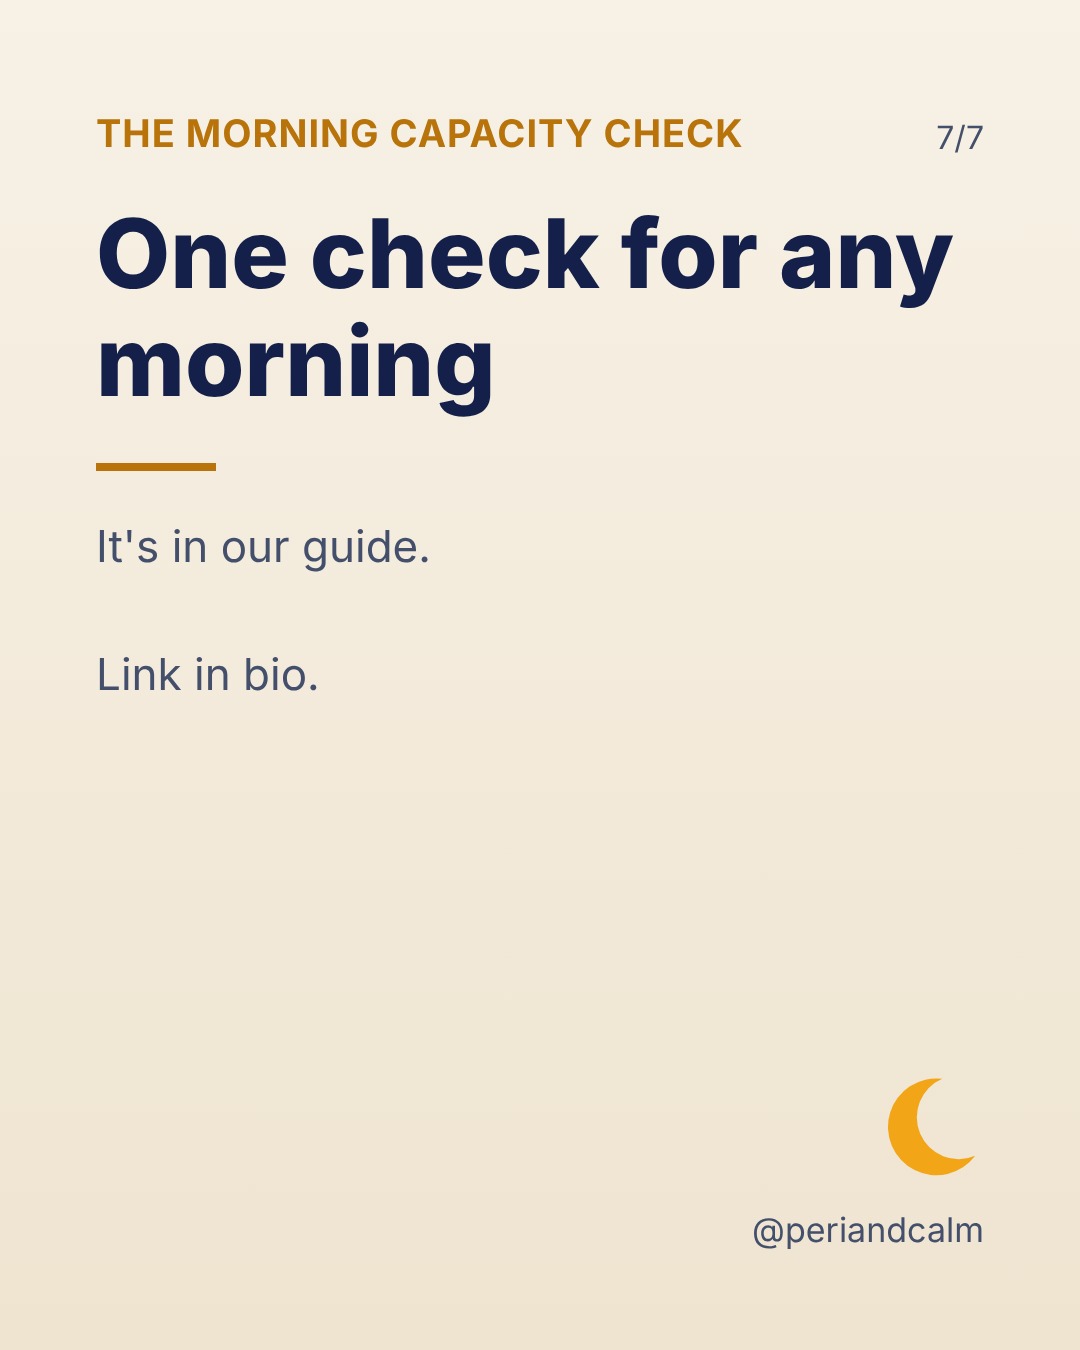 THE MORNING CAPACITY CHECK
7/7
One check for any
morning
It's in our guide.
Link in bio.
@periandcalm